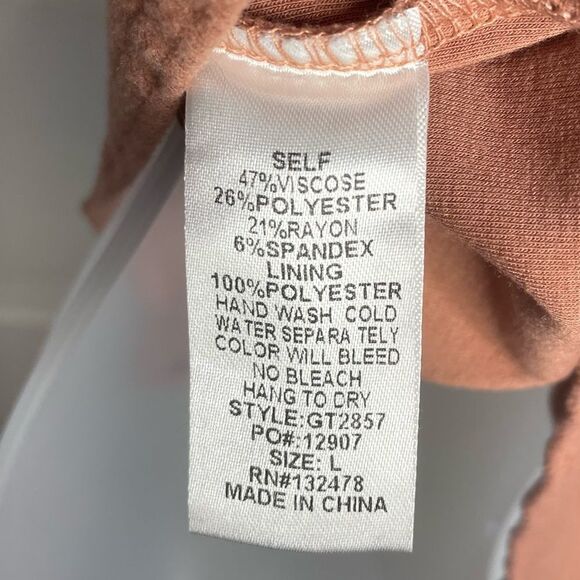 SELF
47%VISCOSE
26%POLYESTER
21%RAYON
6%SPANDEX
LINING
100%POLYESTER
HAND WASH COLD
WATER SEPARA TELY
COLOR WILL BLEED
NO BLEACH
HANG TO DRY
STYLE:GT2857
PO#:12907
SIZE: L
RN#132478
MADE IN CHINA